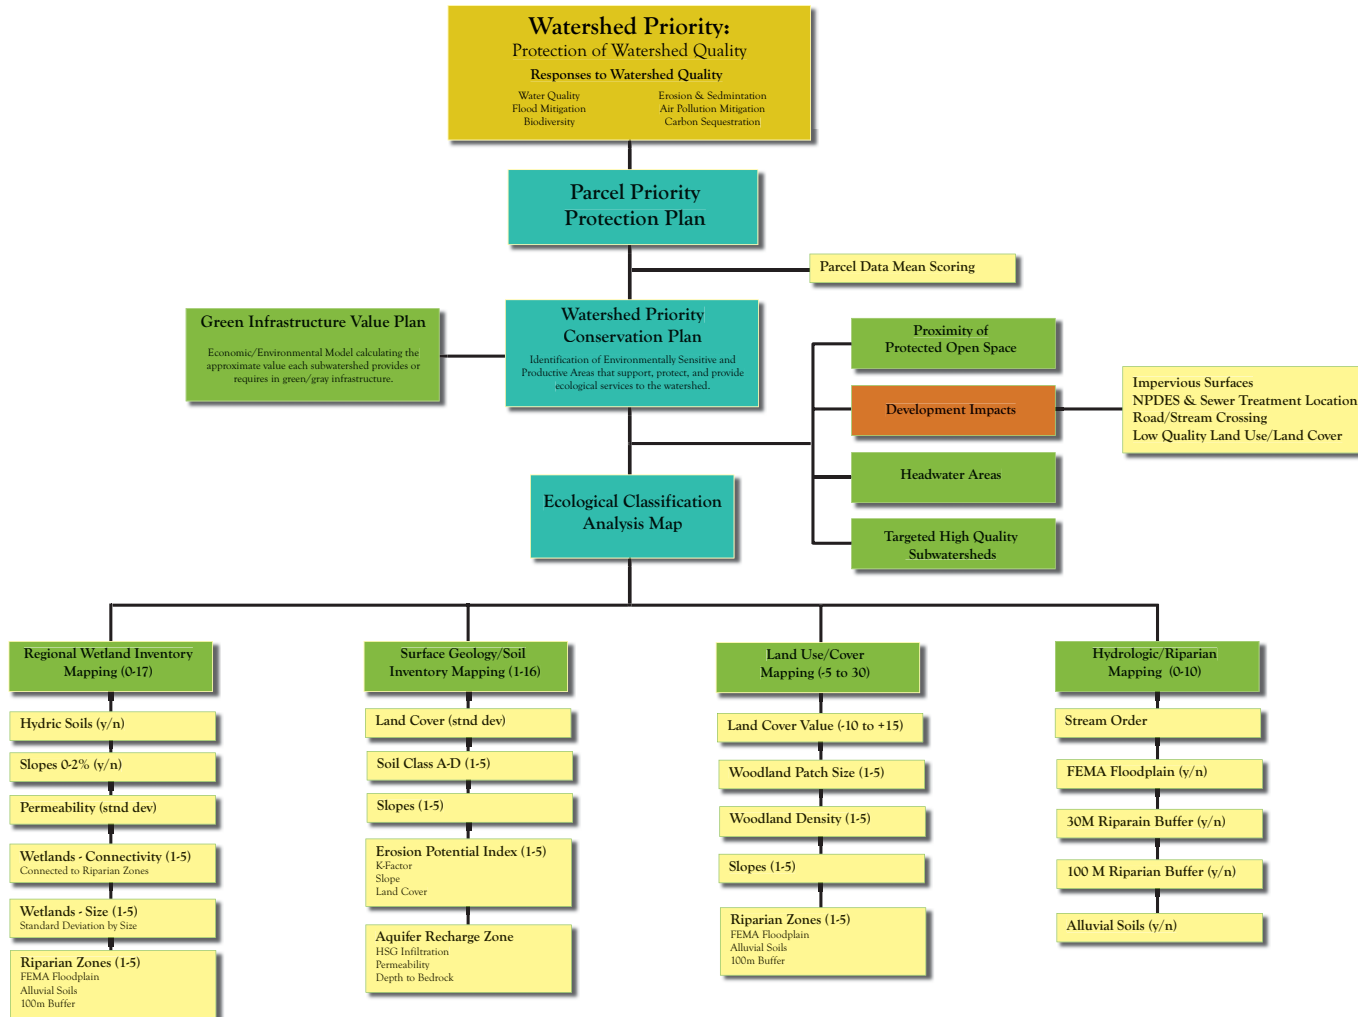 Watershed Priority:
Protection of Watershed Quality
Responses to Watershed Quality
Water Quality
Flood Mitigation
Biodiversity
Erosion & Sedmintation
Air Pollution Mitigation
Carbon Sequestration
Parcel Priority
Protection Plan
Parcel Data Mean Scoring
Green Infrastructure Value Plan
Economic/Environmental Model calculating the
approximate value each subwatershed provides or
requires in green/gray infrastructure.
Watershed Priority
Conservation Plan
Identification of Environmentally Sensitive and
Productive Areas that support, protect, and provide
ecological services to the watershed.
Proximity of
Protected Open Space
Development Impacts
Impervious Surfaces
NPDES & Sewer Treatment Location
Road/Stream Crossing
Low Quality Land Use/Land Cover
Headwater Areas
Targeted High Quality
Subwatersheds
Ecological Classification
Analysis Map
Regional Wetland Inventory
Mapping (0-17)
Hydric Soils (y/n)
Slopes 0-2% (y/n)
Permeability (stnd dev)
Wetlands - Connectivity (1-5)
Connected to Riparian Zones
Wetlands - Size (1-5)
Standard Deviation by Size
Riparian Zones (1-5)
FEMA Floodplain
Alluvial Soils
100m Buffer
Surface Geology/Soil
Inventory Mapping (1-16)
Land Cover (stnd dev)
Soil Class A-D (1-5)
Slopes (1-5)
Erosion Potential Index (1-5)
K-Factor
Slope
Land Cover
Aquifer Recharge Zone
HSG Infiltration
Permeability
Depth to Bedrock
Land Use/Cover
Mapping (-5 to 30)
Land Cover Value (-10 to +15)
Woodland Patch Size (1-5)
Woodland Density (1-5)
Slopes (1-5)
Riparian Zones (1-5)
FEMA Floodplain
Alluvial Soils
100m Buffer
Hydrologic/Riparian
Mapping (0-10)
Stream Order
FEMA Floodplain (y/n)
30M Riparain Buffer (y/n)
100 M Riparian Buffer (y/n)
Alluvial Soils (y/n)